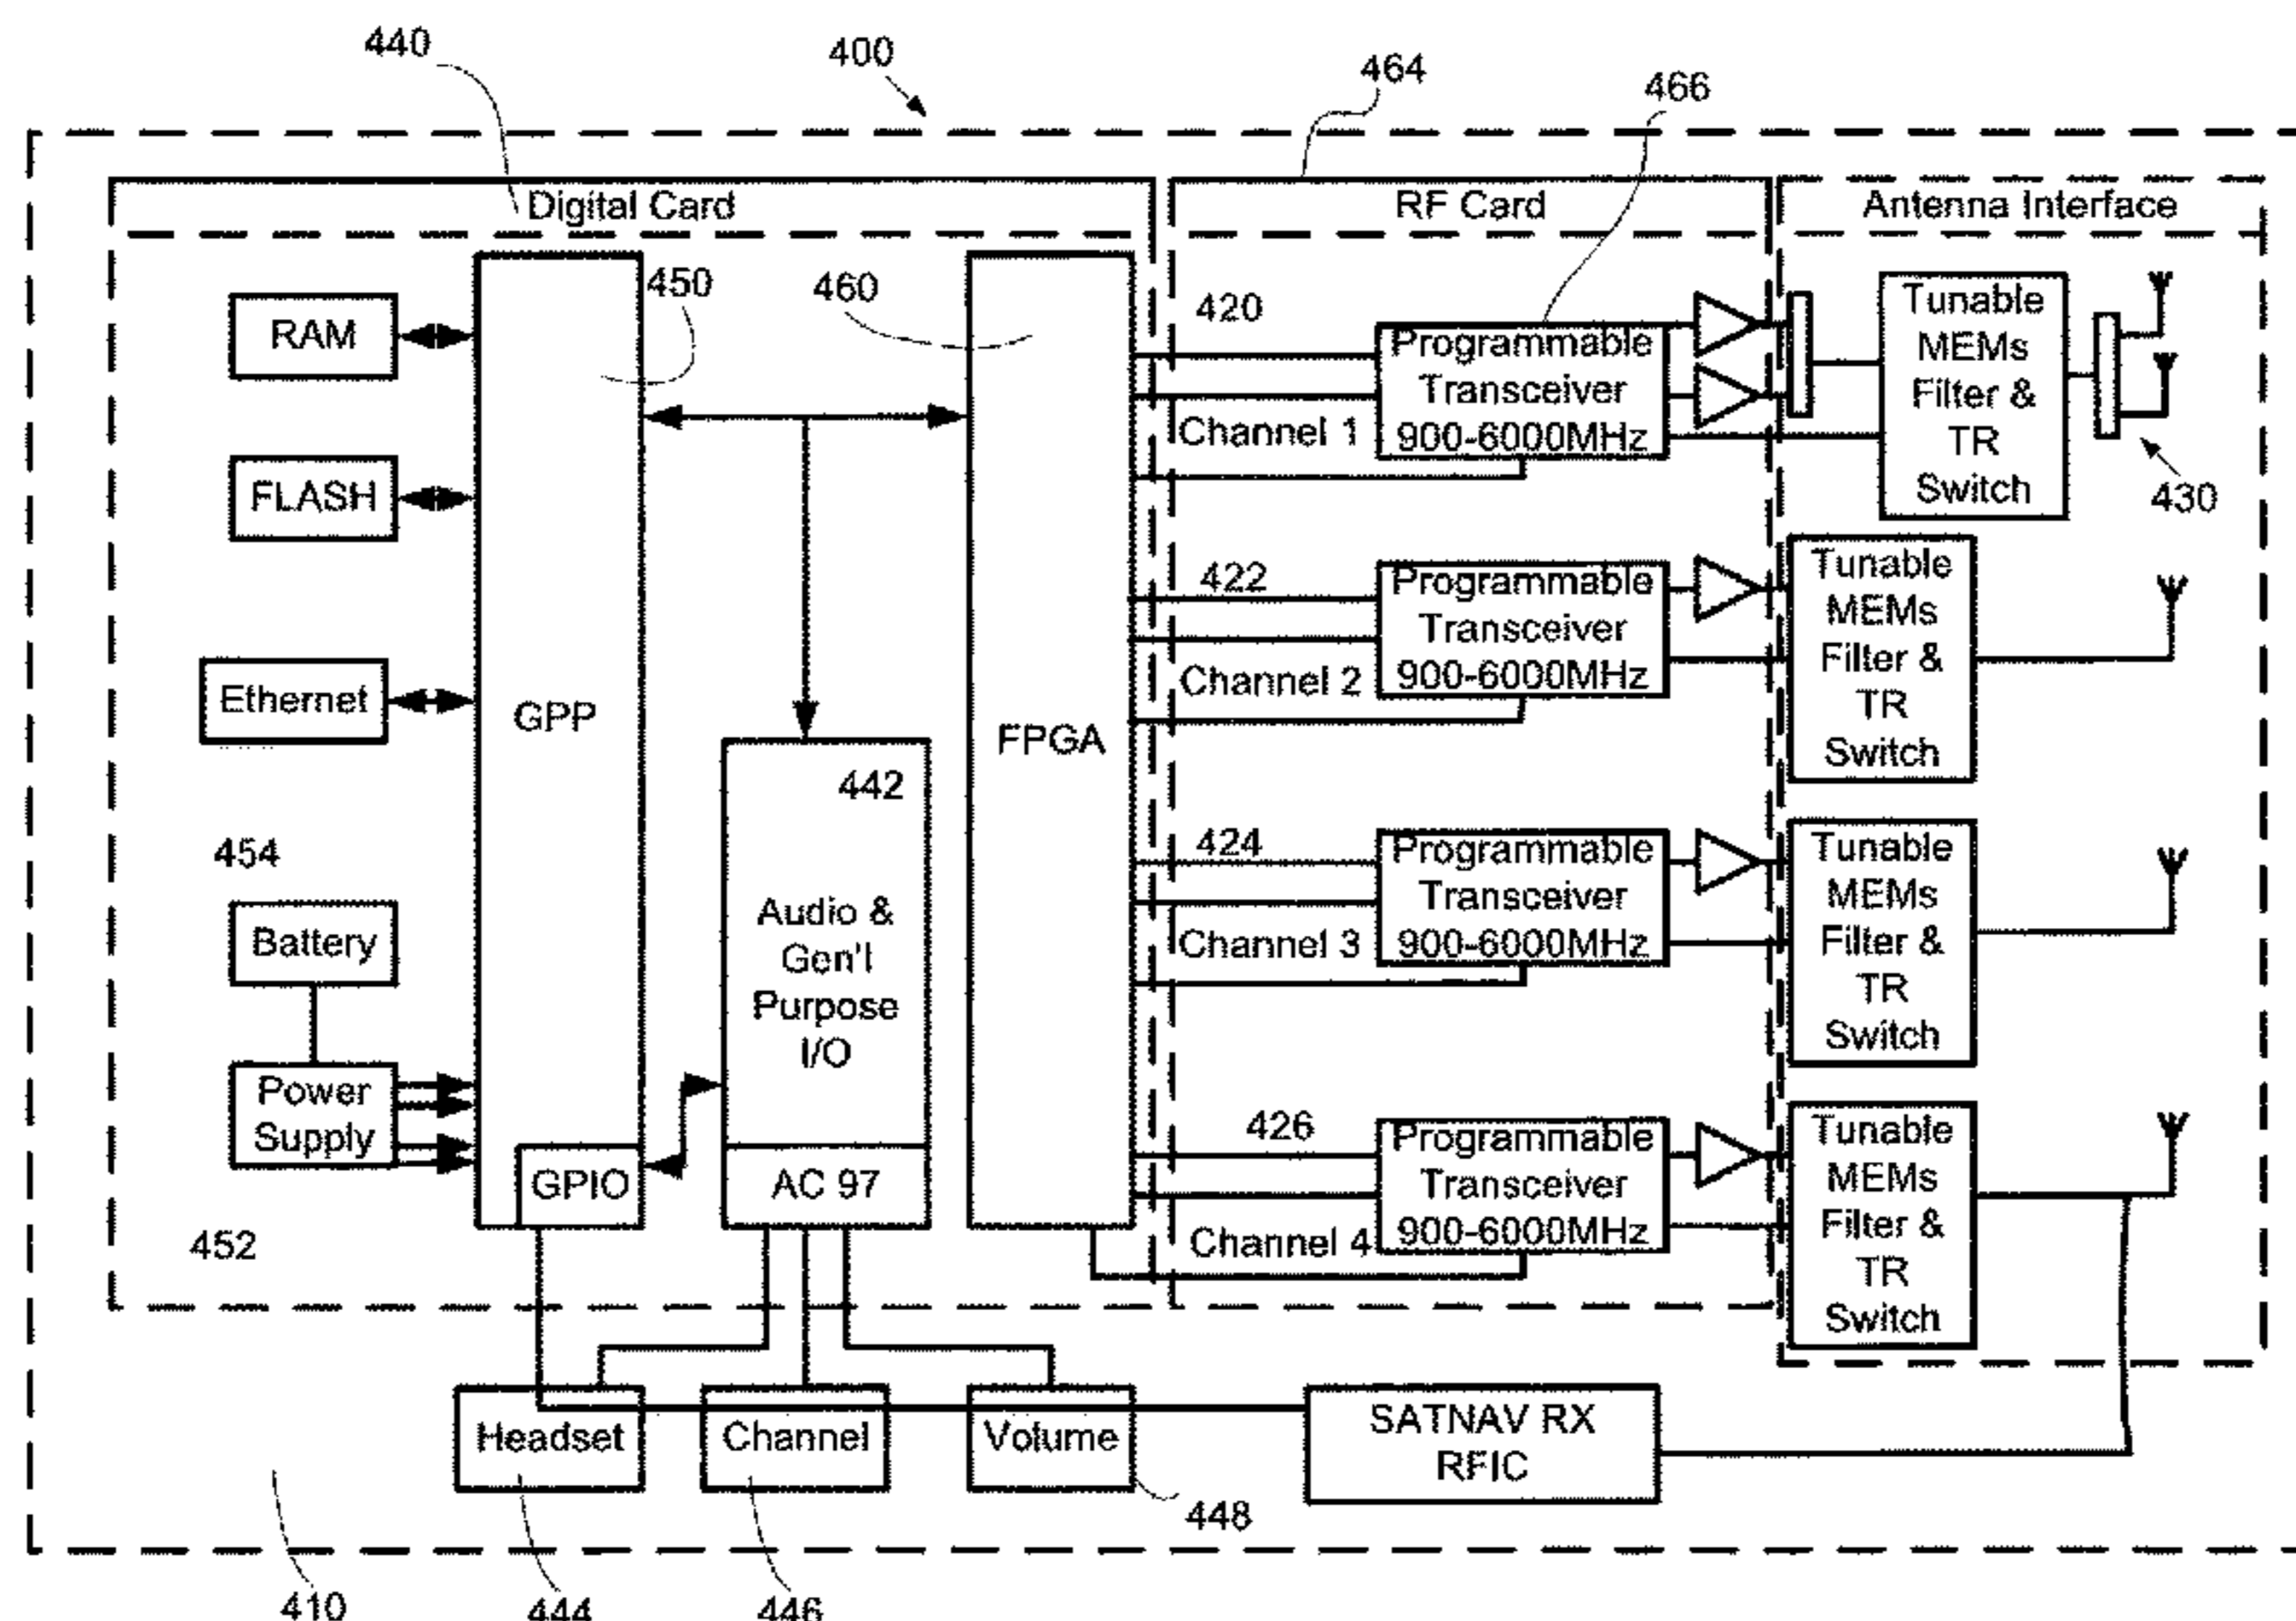 440
400
464
466
Digital Card
RF Card
Antenna Interface
RAM
FLASH
Ethernet
454
Battery
Power
Supply
452
450
GPP
GPIO
442
Audio &
Gen'l
Purpose
I/O
AC 97
460
FPGA
420
Channel 1
Programmable
Transceiver
900-6000MHz
Tunable
MEMs
Filter &
TR
Switch
430
422
Channel 2
Programmable
Transceiver
900-6000MHz
Tunable
MEMs
Filter &
TR
Switch
424
Channel 3
Programmable
Transceiver
900-6000MHz
Tunable
MEMs
Filter &
TR
Switch
426
Channel 4
Programmable
Transceiver
900-6000MHz
Tunable
MEMs
Filter &
TR
Switch
Headset
Channel
Volume
SATNAV RX
RFIC
448
410
444
446